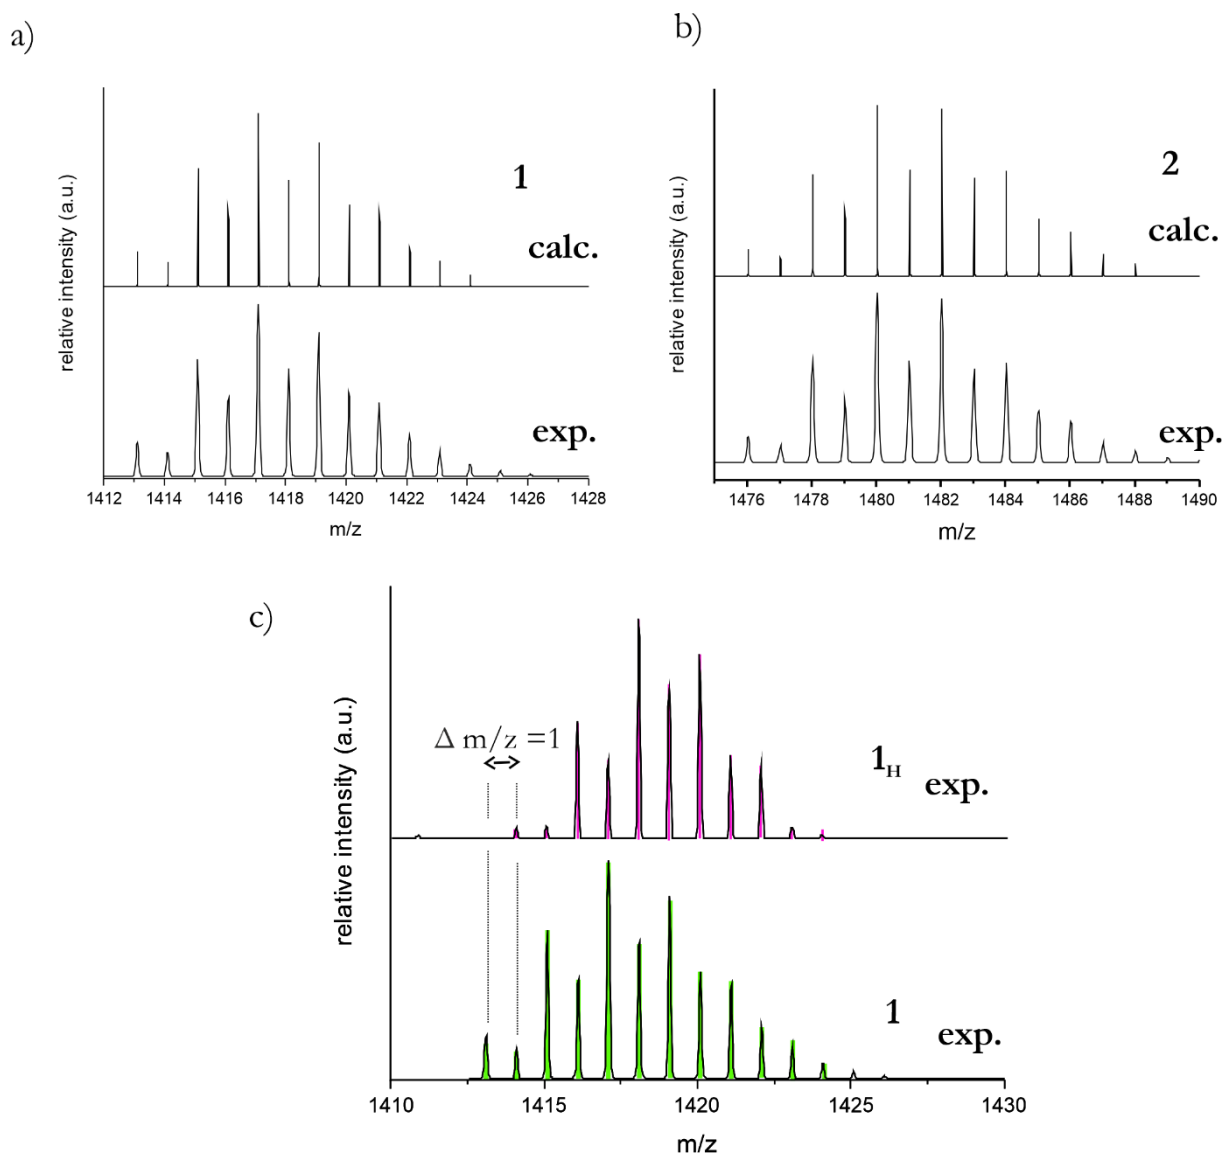 a)
relative intensity (a.u.)
1
calc.
exp.
1412 1414 1416 1418 1420 1422 1424 1426 1428
m/z
b)
relative intensity (a.u.)
2
calc.
exp.
1476 1478 1480 1482 1484 1486 1488 1490
m/z
c)
relative intensity (a.u.)
Δ m/z =1
1H exp.
1 exp.
1410 1415 1420 1425 1430
m/z